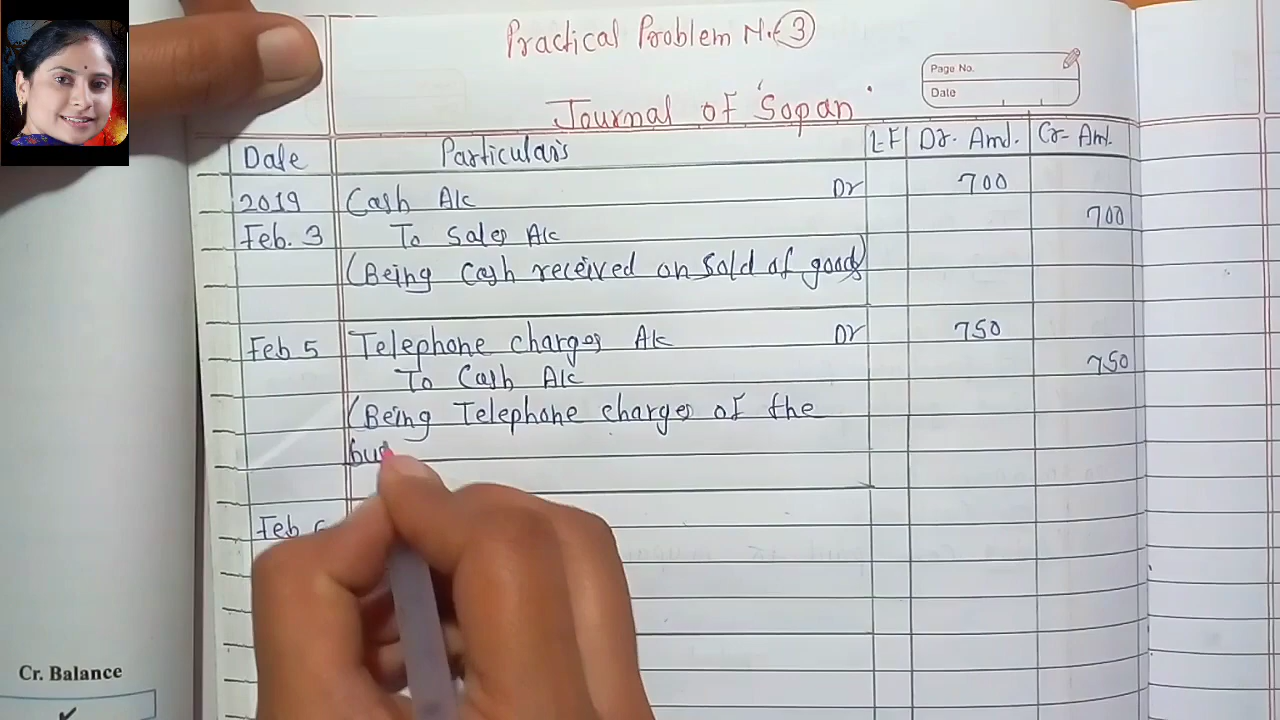 Practical Problem No. 3
Page No.
Date
Journal of 'Sopan'
Date Particulars L.F Dr. Amt. Cr. Amt.
2019 Cash A/c Dr 700
Feb. 3 To Sales A/c 700
(Being Cash received on Sold of goods)
Feb 5 Telephone charges A/c Dr 750
To Cash A/c 750
(Being Telephone charges of the
Feb
Cr. Balance